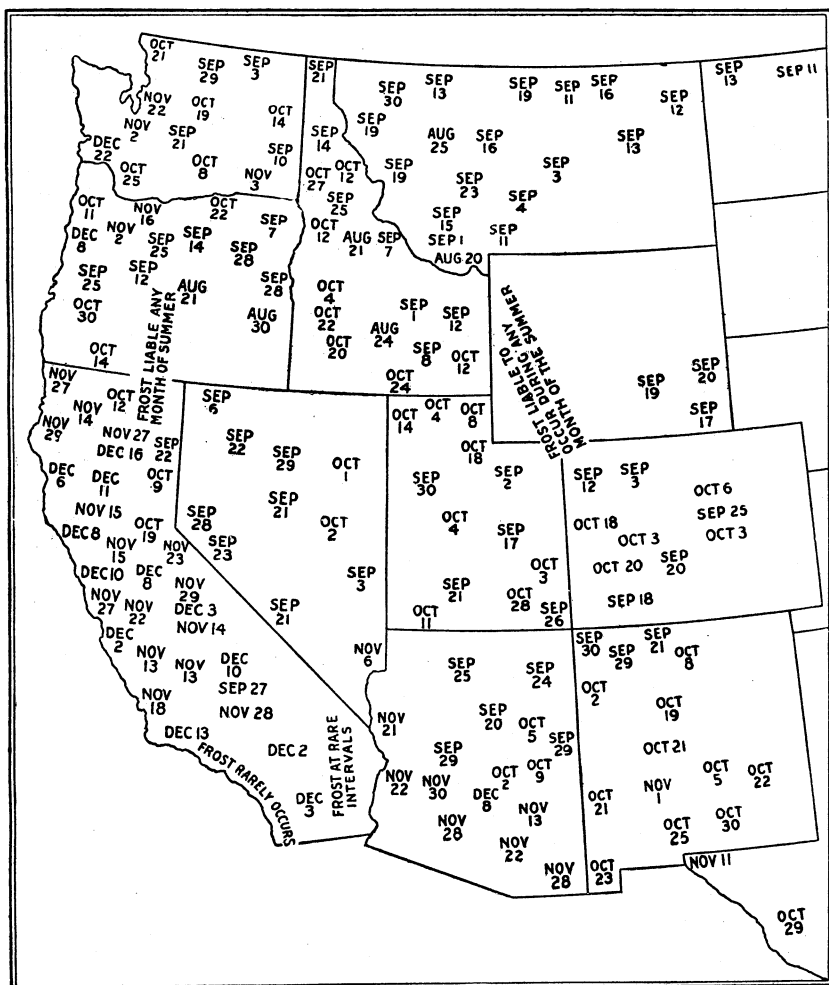 OCT
21
SEP
29
SEP
3
NOV
22
OCT
19
OCT
14
NOV
2
SEP
21
DEC
22
SEP
10
OCT
25
OCT
8
NOV
3
SEP
21
SEP
14
OCT
27
OCT
12
SEP
25
OCT
12
AUG
21
SEP
7
OCT
4
OCT
22
SEP
1
SEP
12
OCT
20
AUG
24
SEP
8
OCT
12
OCT
24
SEP
30
SEP
13
SEP
19
SEP
11
SEP
16
SEP
12
SEP
19
AUG
25
SEP
16
SEP
13
SEP
19
SEP
23
SEP
3
SEP
4
SEP
15
SEP 1
SEP
11
AUG 20
SEP
13
SEP 11
OCT
11
NOV
16
OCT
22
DEC
8
NOV
2
SEP
25
SEP
14
SEP
7
SEP
28
SEP
25
SEP
12
AUG
21
SEP
28
OCT
30
AUG
30
OCT
14
FROST LIABLE ANY
MONTH OF SUMMER
FROST LIABLE TO
OCCUR DURING ANY
MONTH OF THE SUMMER
SEP
19
SEP
20
SEP
17
NOV
27
OCT
12
NOV
14
NOV
29
NOV 27
DEC 16
SEP
22
DEC
6
DEC
11
OCT
9
NOV 15
DEC 8
OCT
19
NOV
15
NOV
23
DEC 10
DEC
8
NOV
29
NOV
27
NOV
22
DEC 3
NOV 14
DEC
2
NOV
13
NOV
13
DEC
10
SEP 27
NOV
18
NOV 28
DEC 13
DEC 2
DEC
3
FROST RARELY OCCURS
FROST AT RARE
INTERVALS
SEP
6
SEP
22
SEP
29
OCT
1
SEP
28
SEP
21
OCT
2
SEP
23
SEP
3
SEP
21
NOV
6
OCT
14
OCT
4
OCT
8
OCT
18
SEP
30
SEP
2
OCT
4
SEP
17
OCT
3
SEP
21
OCT
28
OCT
11
SEP
26
SEP
12
SEP
3
OCT 6
OCT 18
SEP 25
OCT 3
OCT 3
OCT 20
SEP
20
SEP 18
SEP
25
SEP
24
NOV
21
SEP
20
OCT
5
SEP
29
SEP
29
NOV
22
NOV
30
OCT
2
OCT
9
DEC
8
NOV
28
NOV
13
NOV
22
NOV
28
SEP
30
SEP
29
SEP
21
OCT
8
OCT
2
OCT
19
OCT 21
OCT
21
NOV
1
OCT
5
OCT
22
OCT
25
OCT
30
OCT
23
NOV 11
OCT
29